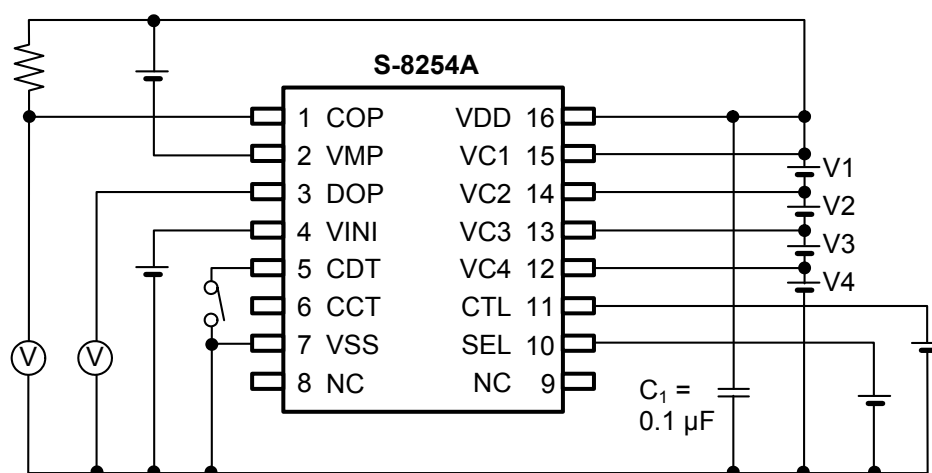 S-8254A
1 COP VDD 16
2 VMP VC1 15
V1
3 DOP VC2 14
V2
4 VINI VC3 13
V3
5 CDT VC4 12
V4
6 CCT CTL 11
7 VSS SEL 10
V V
8 NC NC 9
C₁ =
0.1 µF